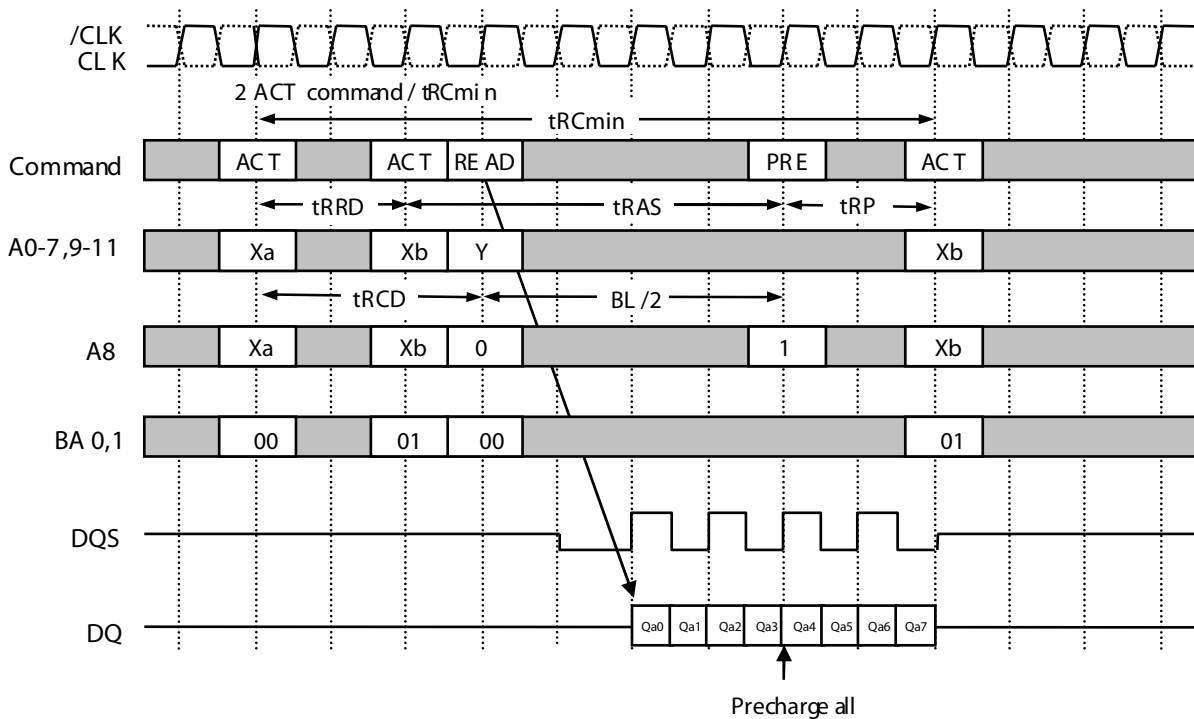 /CLK
CLK
2 ACT command / tRCmin
tRCmin
Command ACT ACT READ PRE ACT
tRRD tRAS tRP
A0-7,9-11 Xa Xb Y Xb
tRCD BL /2
A8 Xa Xb 0 1 Xb
BA 0,1 00 01 00 01
DQS
DQ Qa0 Qa1 Qa2 Qa3 Qa4 Qa5 Qa6 Qa7
Precharge all